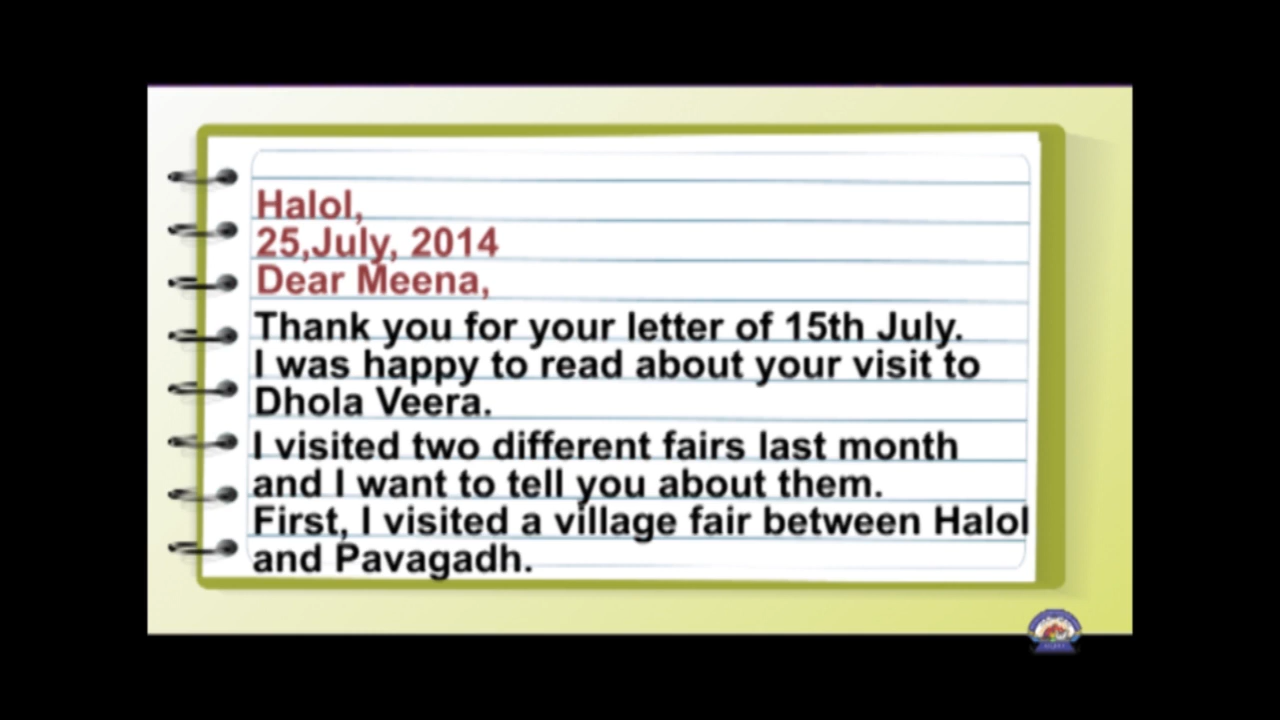 Halol,
25,July, 2014
Dear Meena,
Thank you for your letter of 15th July.
I was happy to read about your visit to
Dhola Veera.
I visited two different fairs last month
and I want to tell you about them.
First, I visited a village fair between Halol
and Pavagadh.